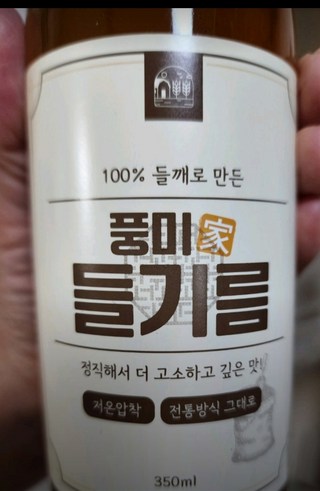 100% 들깨로 만든
풍미家
들기름
정직해서 더 고소하고 깊은 맛!
저온압착 전통방식 그대로
350ml